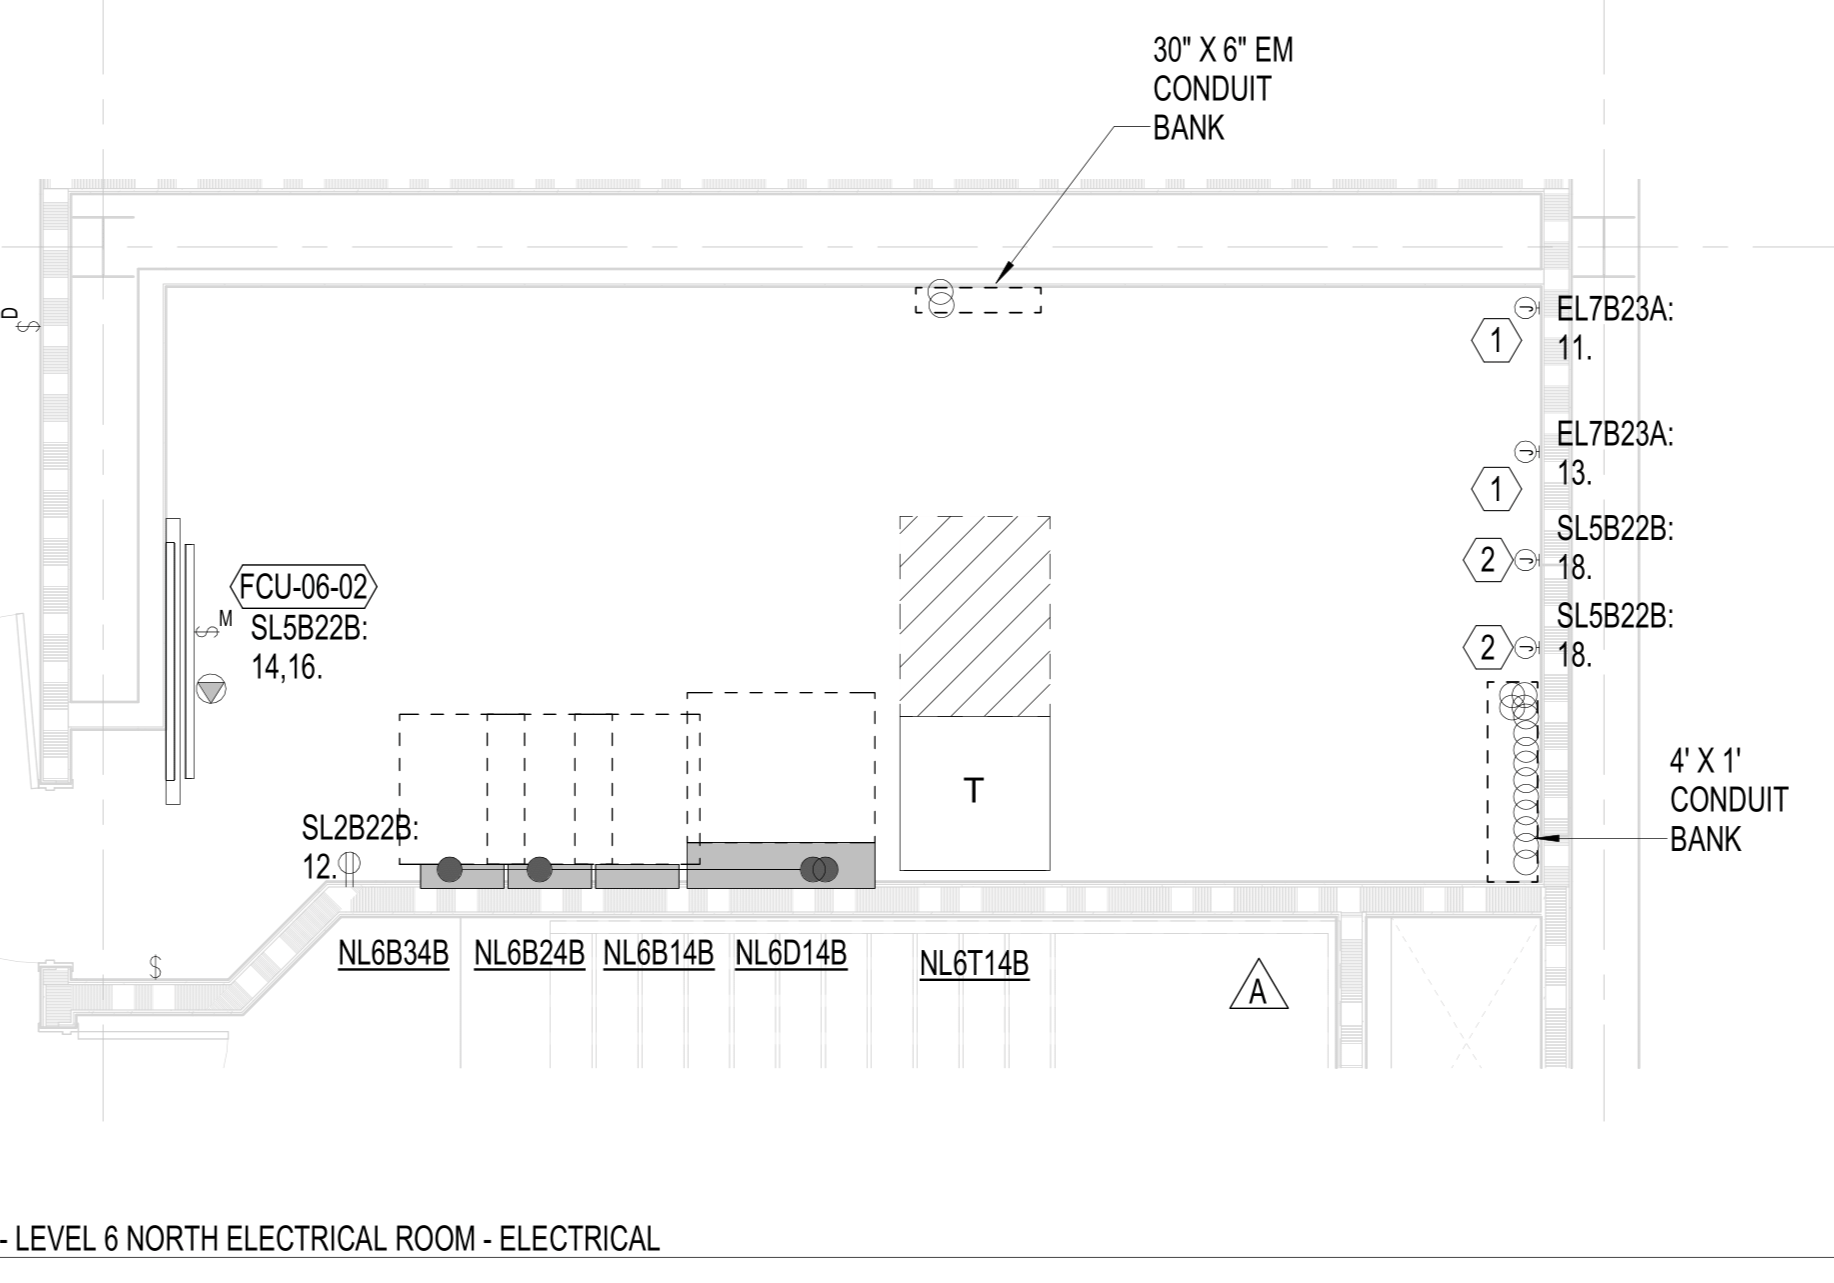 30" X 6" EM
CONDUIT
BANK
D
$
J
EL7B23A:
11.
1
J
EL7B23A:
13.
1
SL5B22B:
2
J
18.
FCU-06-02
$
M
SL5B22B:
14,16.
SL5B22B:
2
J
18.
T
4' X 1'
CONDUIT
BANK
SL2B22B:
12.
NL6B34B
NL6B24B
NL6B14B
NL6D14B
NL6T14B
$
A
- LEVEL 6 NORTH ELECTRICAL ROOM - ELECTRICAL